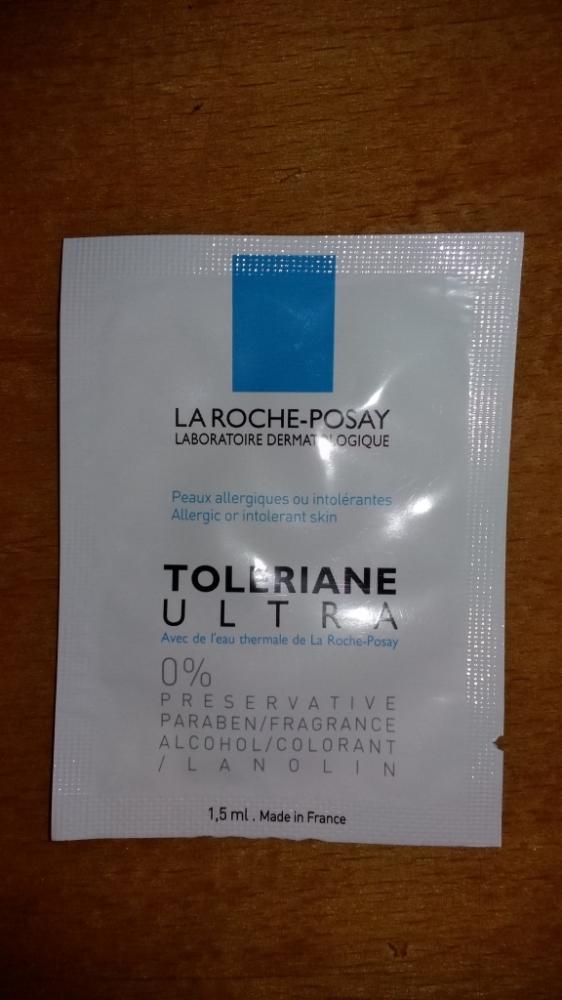 LA ROCHE-POSAY
LABORATOIRE DERMATOLOGIQUE
Peaux allergiques ou intolérantes
Allergic or intolerant skin
TOLERIANE
ULTRA
Avec de l'eau thermale de La Roche-Posay
0%
PRESERVATIVE
PARABEN/FRAGRANCE
ALCOHOL/COLORANT
/LANOLIN
1,5 ml . Made in France